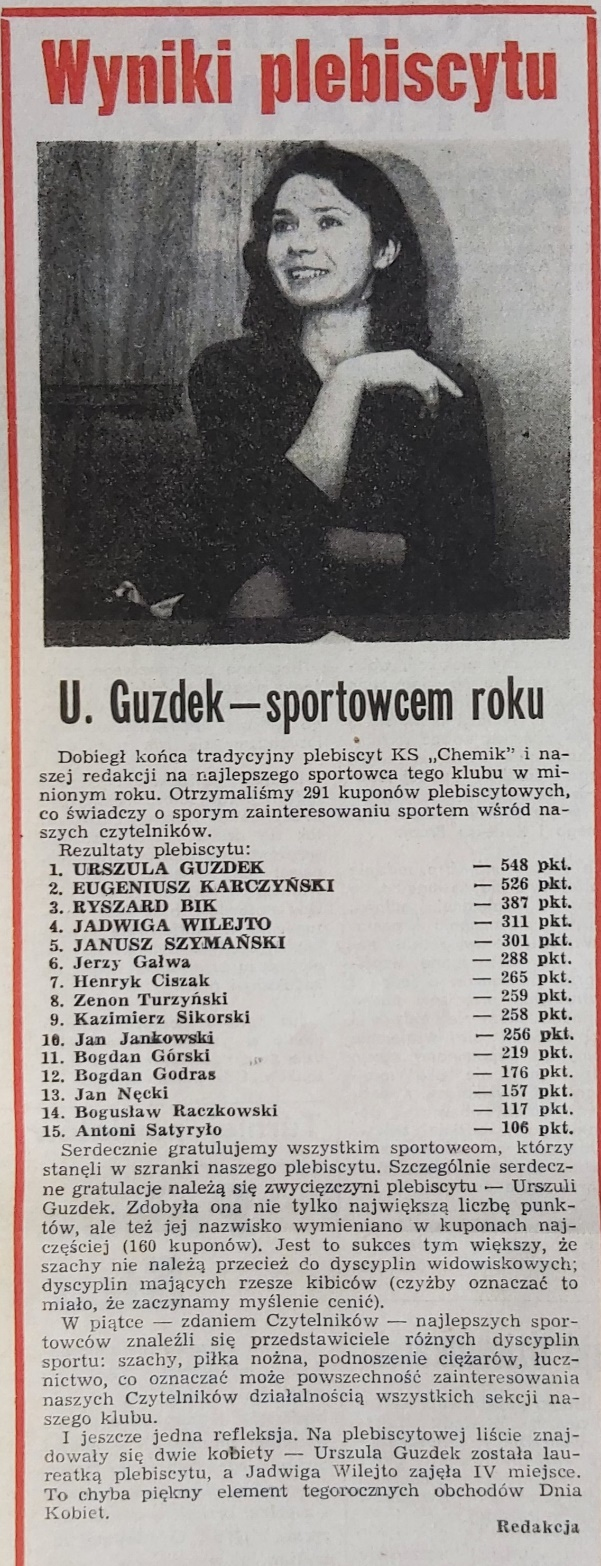 Wyniki plebiscytu
U. Guzdek—sportowcem roku
Dobiegł końca tradycyjny plebiscyt KS „Chemik” i na-
szej redakcji na najlepszego sportowca tego klubu w mi-
nionym roku. Otrzymaliśmy 291 kuponów plebiscytowych,
co świadczy o sporym zainteresowaniu sportem wśród na-
szych czytelników.
Rezultaty plebiscytu:
1. URSZULA GUZDEK — 548 pkt.
2. EUGENIUSZ KARCZYŃSKI — 526 pkt.
3. RYSZARD BIK — 387 pkt.
4. JADWIGA WILEJTO — 311 pkt.
5. JANUSZ SZYMAŃSKI — 301 pkt.
6. Jerzy Gałwa — 288 pkt.
7. Henryk Ciszak — 265 pkt.
8. Zenon Turzyński — 259 pkt.
9. Kazimierz Sikorski — 258 pkt.
10. Jan Jankowski — 256 pkt.
11. Bogdan Górski — 219 pkt.
12. Bogdan Godras — 176 pkt.
13. Jan Nęcki — 157 pkt.
14. Bogusław Raczkowski — 117 pkt.
15. Antoni Satyryło — 106 pkt.
Serdecznie gratulujemy wszystkim sportowcom, którzy
stanęli w szranki naszego plebiscytu. Szczególnie serdecz-
ne gratulacje należą się zwycięzczyni plebiscytu — Urszuli
Guzdek. Zdobyła ona nie tylko największą liczbę punk-
tów, ale też jej nazwisko wymieniano w kuponach naj-
częściej (160 kuponów). Jest to sukces tym większy, że
szachy nie należą przecież do dyscyplin widowiskowych;
dyscyplin mających rzesze kibiców (czyżby oznaczać to
miało, że zaczynamy myślenie cenić).
W piątce — zdaniem Czytelników — najlepszych spor-
towców znaleźli się przedstawiciele różnych dyscyplin
sportu: szachy, piłka nożna, podnoszenie ciężarów, łucz-
nictwo, co oznaczać może powszechność zainteresowania
naszych Czytelników działalnością wszystkich sekcji na-
szego klubu.
I jeszcze jedna refleksja. Na plebiscytowej liście znaj-
dowały się dwie kobiety — Urszula Guzdek została lau-
reatką plebiscytu, a Jadwiga Wilejto zajęła IV miejsce.
To chyba piękny element tegorocznych obchodów Dnia
Kobiet.
Redakcja